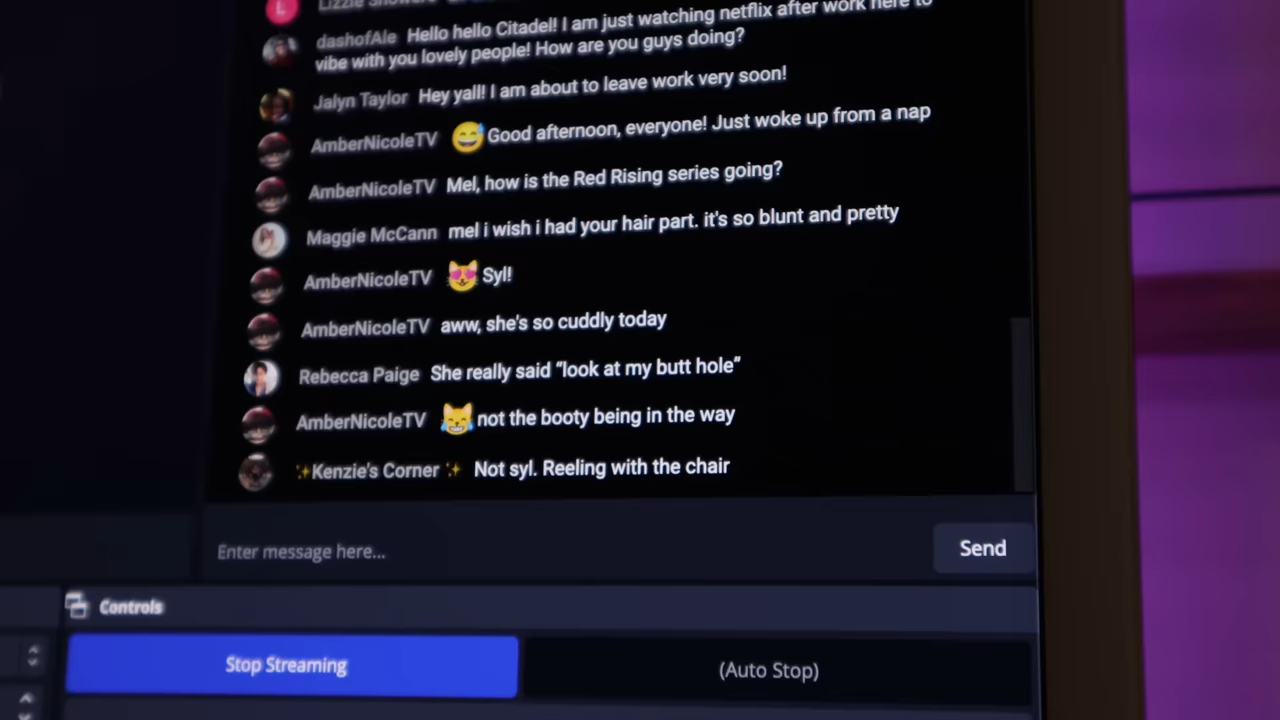 L
dashofAle Hello hello Citadel! I am just watching netflix after work here to
vibe with you lovely people! How are you guys doing?
Jalyn Taylor Hey yall! I am about to leave work very soon!
AmberNicoleTV 😅Good afternoon, everyone! Just woke up from a nap
AmberNicoleTV Mel, how is the Red Rising series going?
Maggie McCann mel i wish i had your hair part. it's so blunt and pretty
AmberNicoleTV 😻Syl!
AmberNicoleTV aww, she's so cuddly today
Rebecca Paige She really said “look at my butt hole”
AmberNicoleTV 😹not the booty being in the way
✨Kenzie's Corner ✨ Not syl. Reeling with the chair
Enter message here...
Send
Controls
Stop Streaming
(Auto Stop)